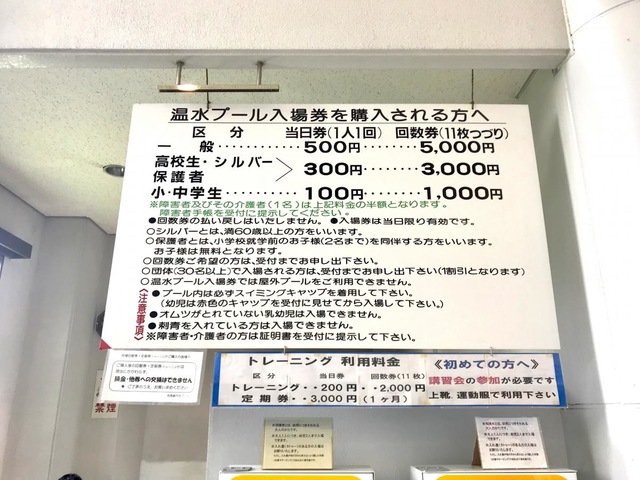 温水プール入場券を購入される方へ
区 分 当日券(1人1回) 回数券(11枚つづり)
一 般・・・・・・・・・・・・500円・・・・・・・・5,000円
高校生・シルバー
保護者 > 300円・・・・・・・・3,000円
小・中学生・・・・・・・・・・100円・・・・・・・・1,000円
※障害者及びその介護者(1名)は上記料金の半額となります。
障害者手帳を受付に提示してください。
●回数券の払い戻しはいたしません。 ●入場券は当日限り有効です。
○シルバーとは、満60歳以上の方をいいます。
○保護者とは、小学校就学前のお子様(2名まで)を同伴する方をいいます。
お子様は無料となります。
○回数券ご希望の方は、受付までお申し出下さい。
○団体(30名以上)で入場される方は、受付までお申し出下さい(1割引となります)
○温水プール入場券では屋外プールをご利用できません。
《注意事項》
●プール内は必ずスイミングキャップを着用して下さい。
(幼児は赤色のキャップを受付に見せてから入場して下さい。)
●オムツがとれていない乳幼児は入場できません。
●刺青を入れている方は入場できません。
※障害者・介護者の方は証明書を受付に提示して下さい。
換金・他券への交換はできません
禁煙
トレーニング 利用料金
区 分 当日券 回数券(11枚)
トレーニング・・200円・・2,000円
定 期 券・・3,000円(1ヶ月)
《初めての方へ》
講習会の参加が必要です
上靴 運動服で利用下さい